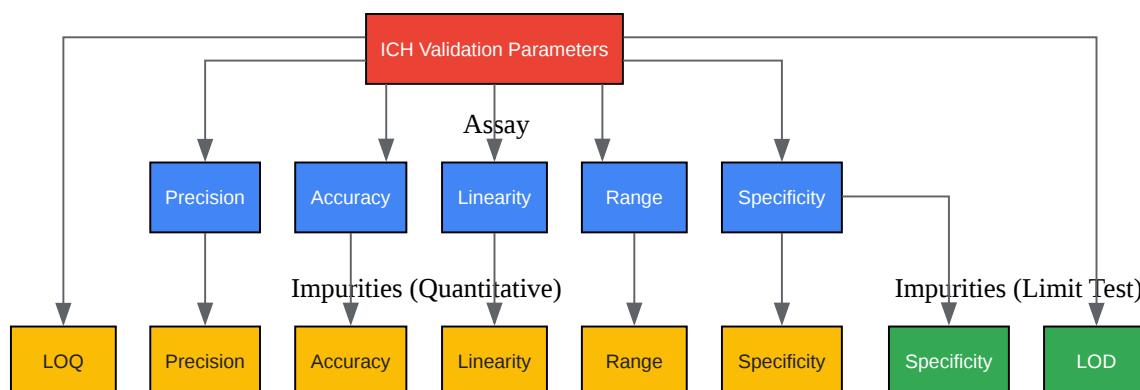 ICH Validation Parameters
Assay
Precision
Accuracy
Linearity
Range
Specificity
Impurities (Quantitative)
Impurities (Limit Test)
LOQ
Precision
Accuracy
Linearity
Range
Specificity
Specificity
LOD